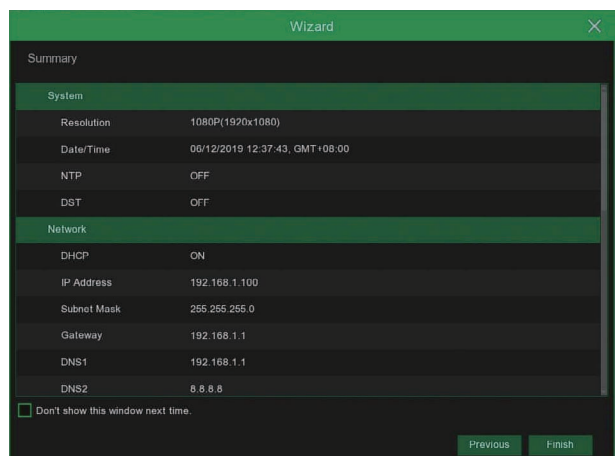 Wizard
Summary
System
Resolution 1080P(1920x1080)
Date/Time 06/12/2019 12:37:43, GMT+08:00
NTP OFF
DST OFF
Network
DHCP ON
IP Address 192.168.1.100
Subnet Mask 255.255.255.0
Gateway 192.168.1.1
DNS1 192.168.1.1
DNS2 8.8.8.8
Don't show this window next time.
Previous Finish